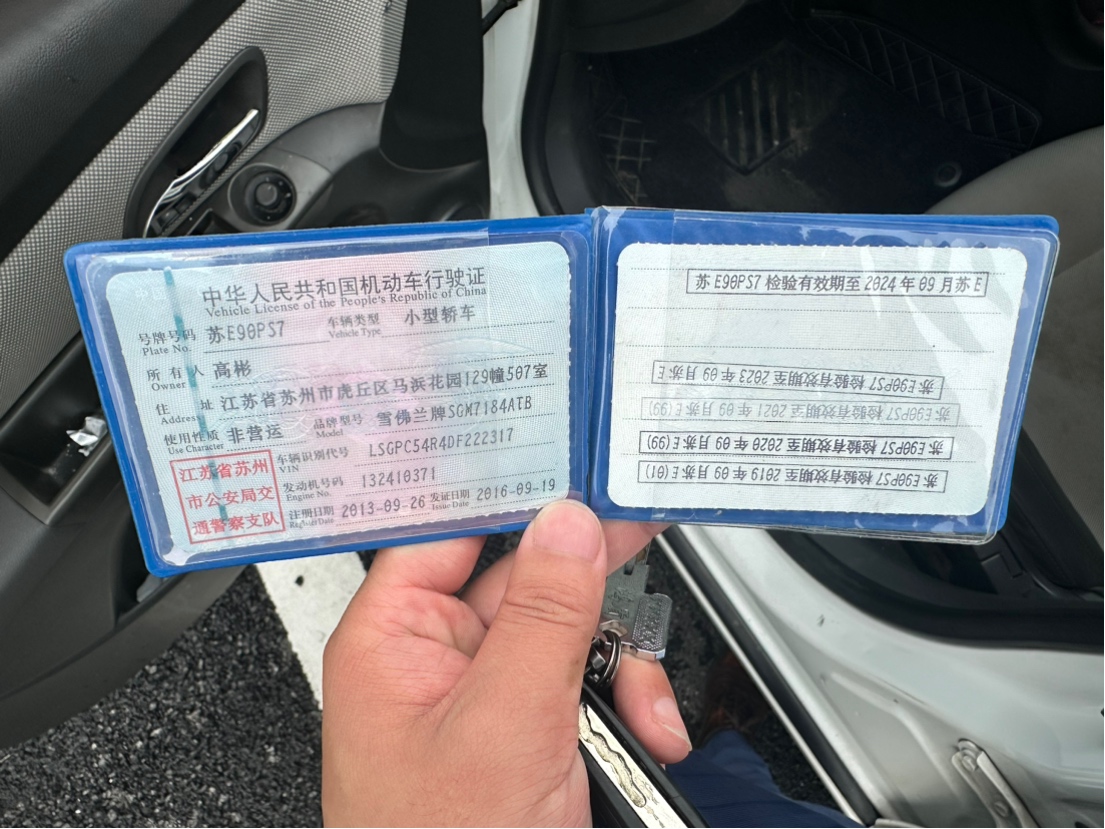 中华人民共和国机动车行驶证
Vehicle License of the People's Republic of China
号牌号码 苏E90PS7 车辆类型 小型轿车
Plate No. Vehicle Type
所有人 高彬
Owner
住址 江苏省苏州市虎丘区马浜花园129幢507室
Address
使用性质 非营运 品牌型号 雪佛兰牌SGM7184ATB
Use Character Model
江苏省苏州市公安局交通警察支队
车辆识别代号 LSGPC54R4DF222317
VIN
发动机号码 132410371
Engine No.
注册日期 2013-09-26 发证日期 2016-09-19
Register Date Issue Date
苏E90PS7 检验有效期至 2024年09月苏E
苏E90PS7 检验有效期至 2023年09月苏E
苏E90PS7 检验有效期至 2021年09月苏E(99)
苏E90PS7 检验有效期至 2020年09月苏E(99)
苏E90PS7 检验有效期至 2019年09月苏E(01)